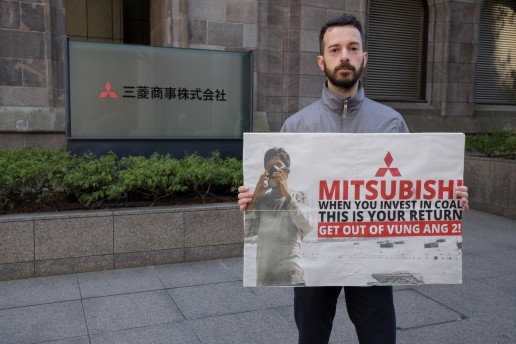 三菱商事株式会社
MITSUBISHI
WHEN YOU INVEST IN COAL
THIS IS YOUR RETURN
GET OUT OF VUNG ANG 2!